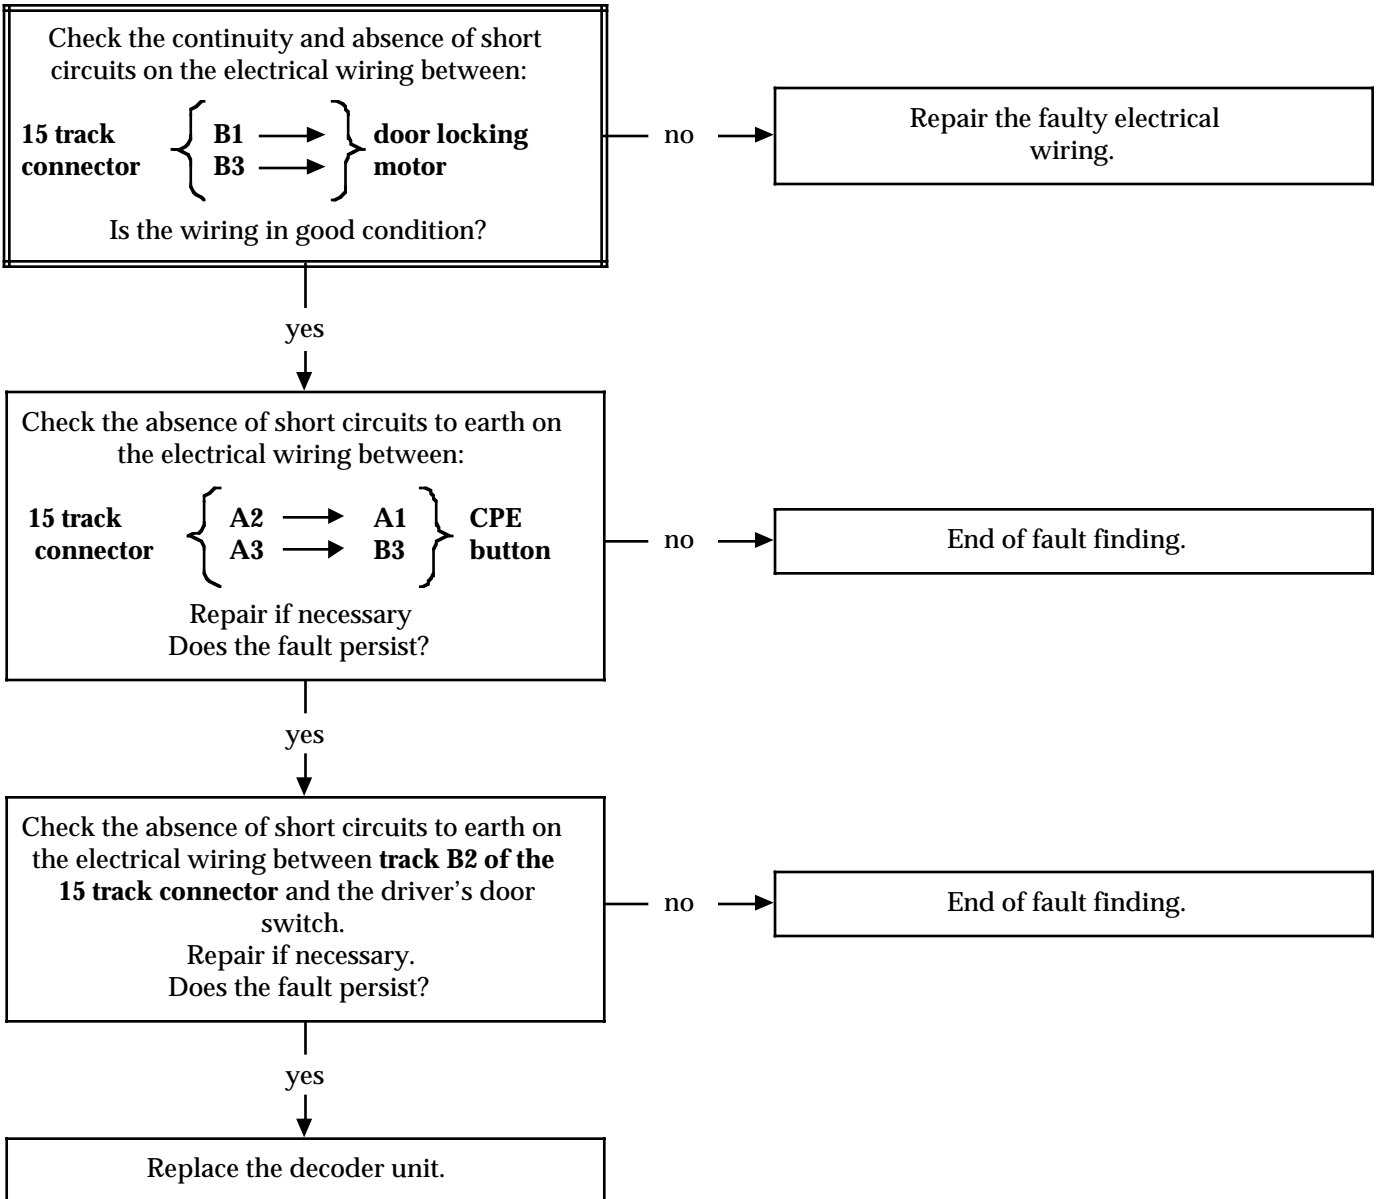 Check the continuity and absence of short
circuits on the electrical wiring between:
15 track B1 door locking
connector B3 motor
Is the wiring in good condition?
no
Repair the faulty electrical
wiring.
yes
Check the absence of short circuits to earth on
the electrical wiring between:
15 track A2 A1 CPE
connector A3 B3 button
Repair if necessary
Does the fault persist?
no
End of fault finding.
yes
Check the absence of short circuits to earth on
the electrical wiring between track B2 of the
15 track connector and the driver's door
switch.
Repair if necessary.
Does the fault persist?
no
End of fault finding.
yes
Replace the decoder unit.